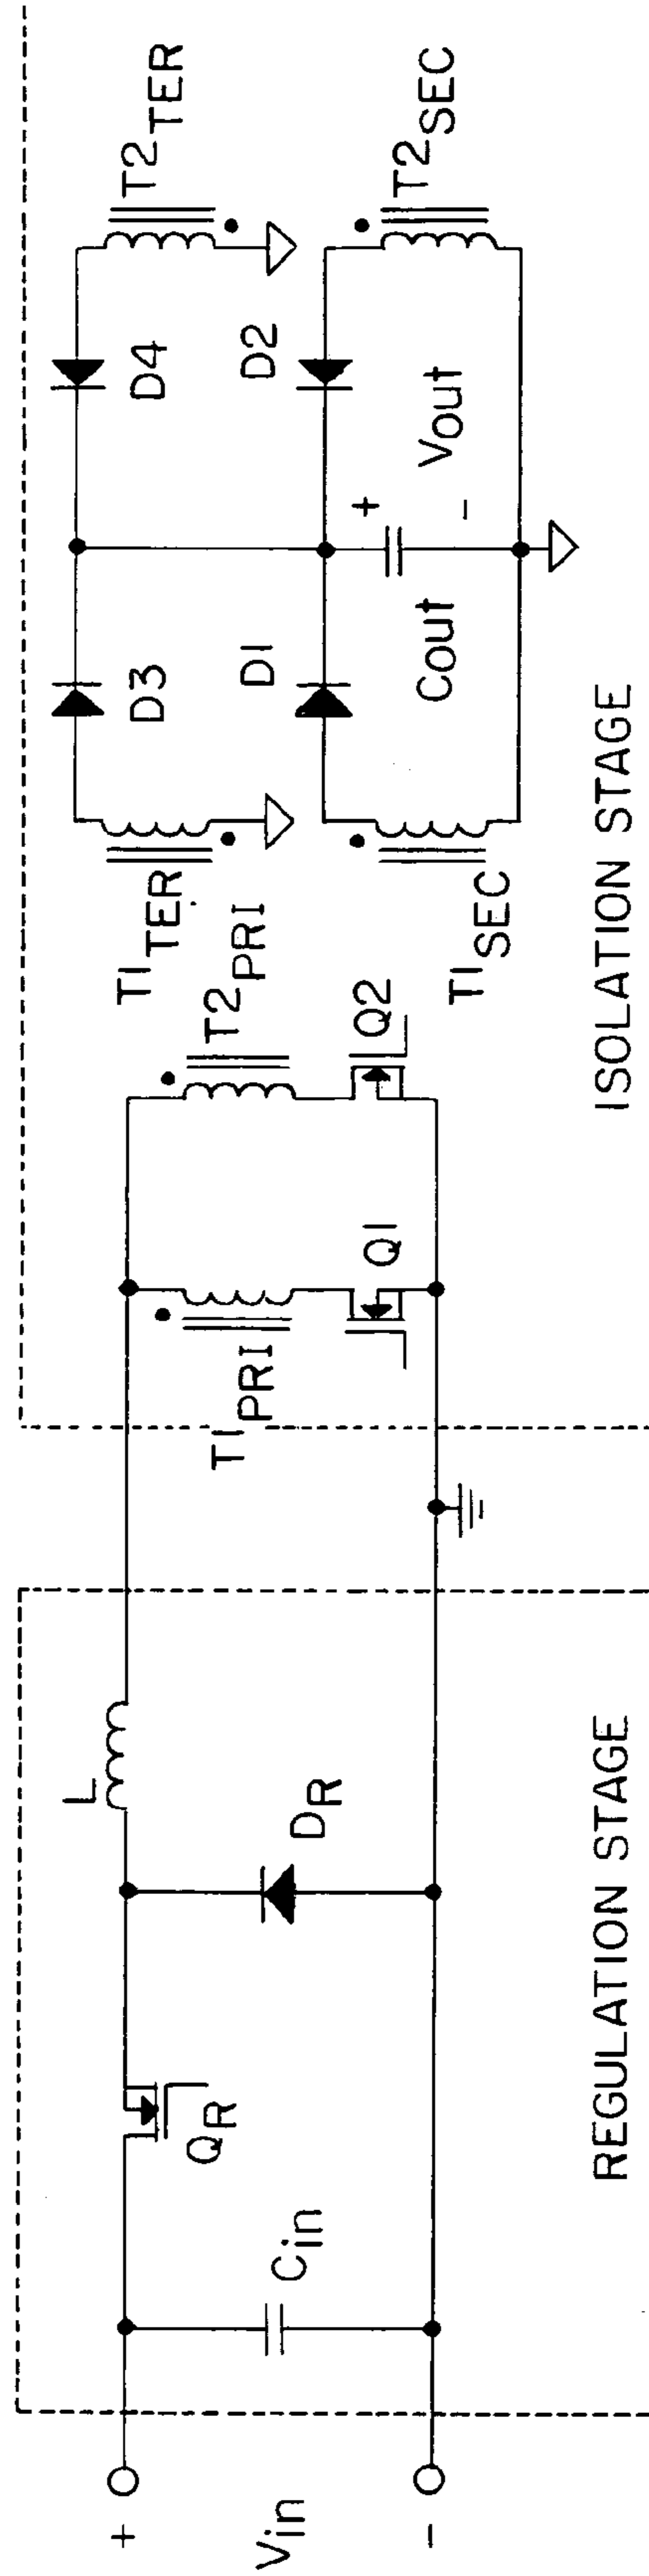 +
Vin
-
Cin
QR
L
DR
REGULATION STAGE
T1PRI
T2PRI
Q1
Q2
T1TER
T1SEC
D3
D1
D4
D2
Cout
+
-
Vout
T2TER
T2SEC
ISOLATION STAGE